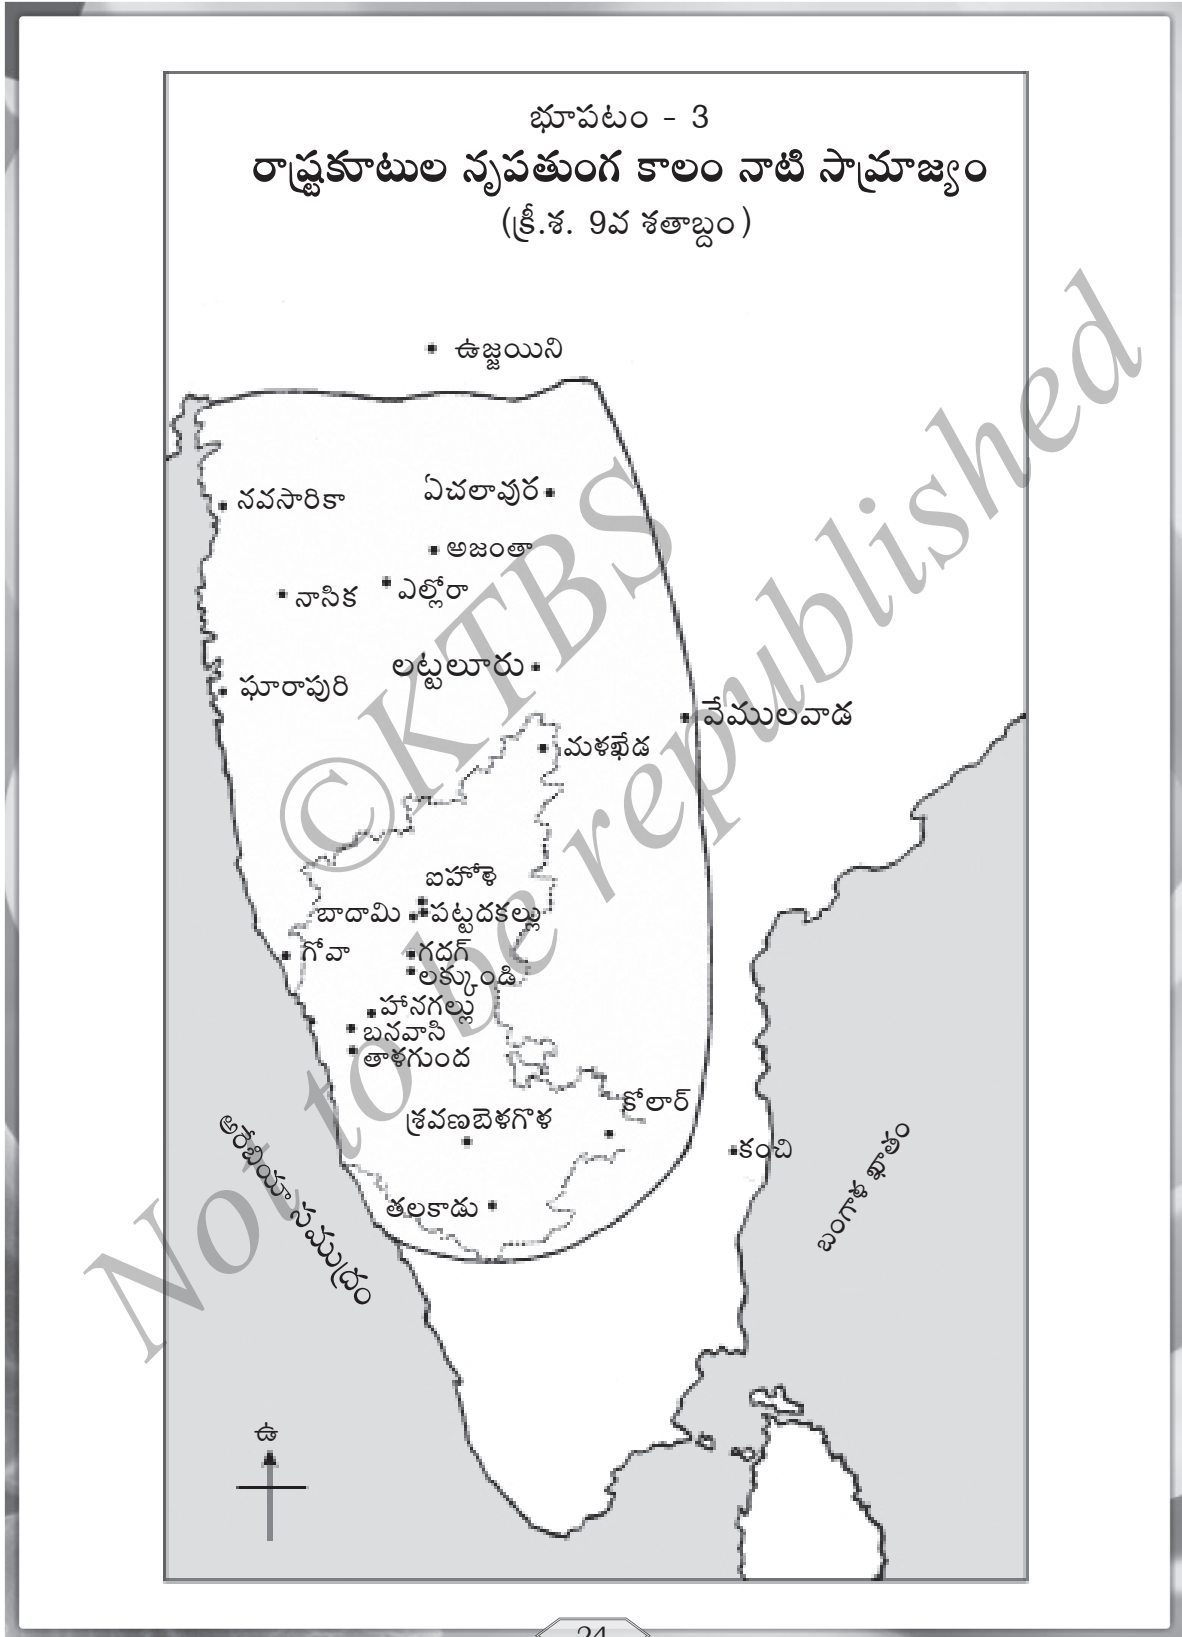 భూపటం - 3
రాష్ట్రకూటుల నృపతుంగ కాలం నాటి సామ్రాజ్యం
(క్రీ.శ. 9వ శతాబ్దం)
ఉజ్జయిని
నవసారికా
ఏచలావుర
అజంతా
నాసిక
ఎల్లోరా
లట్టలూరు
ఘారాపురి
వేములవాడ
మళఖేడ
ఐహోళె
బాదామి
పట్టదకల్లు
గోవా
గదగ్
లక్కుండి
హానగల్లు
బనవాసి
తాళగుంద
కోలార్
శ్రవణబెళగొళ
కంచి
తలకాడు
అరేబియా సముద్రం
బంగాళ ఖాతం
ఉ
©KTBS
Not to be republished
24